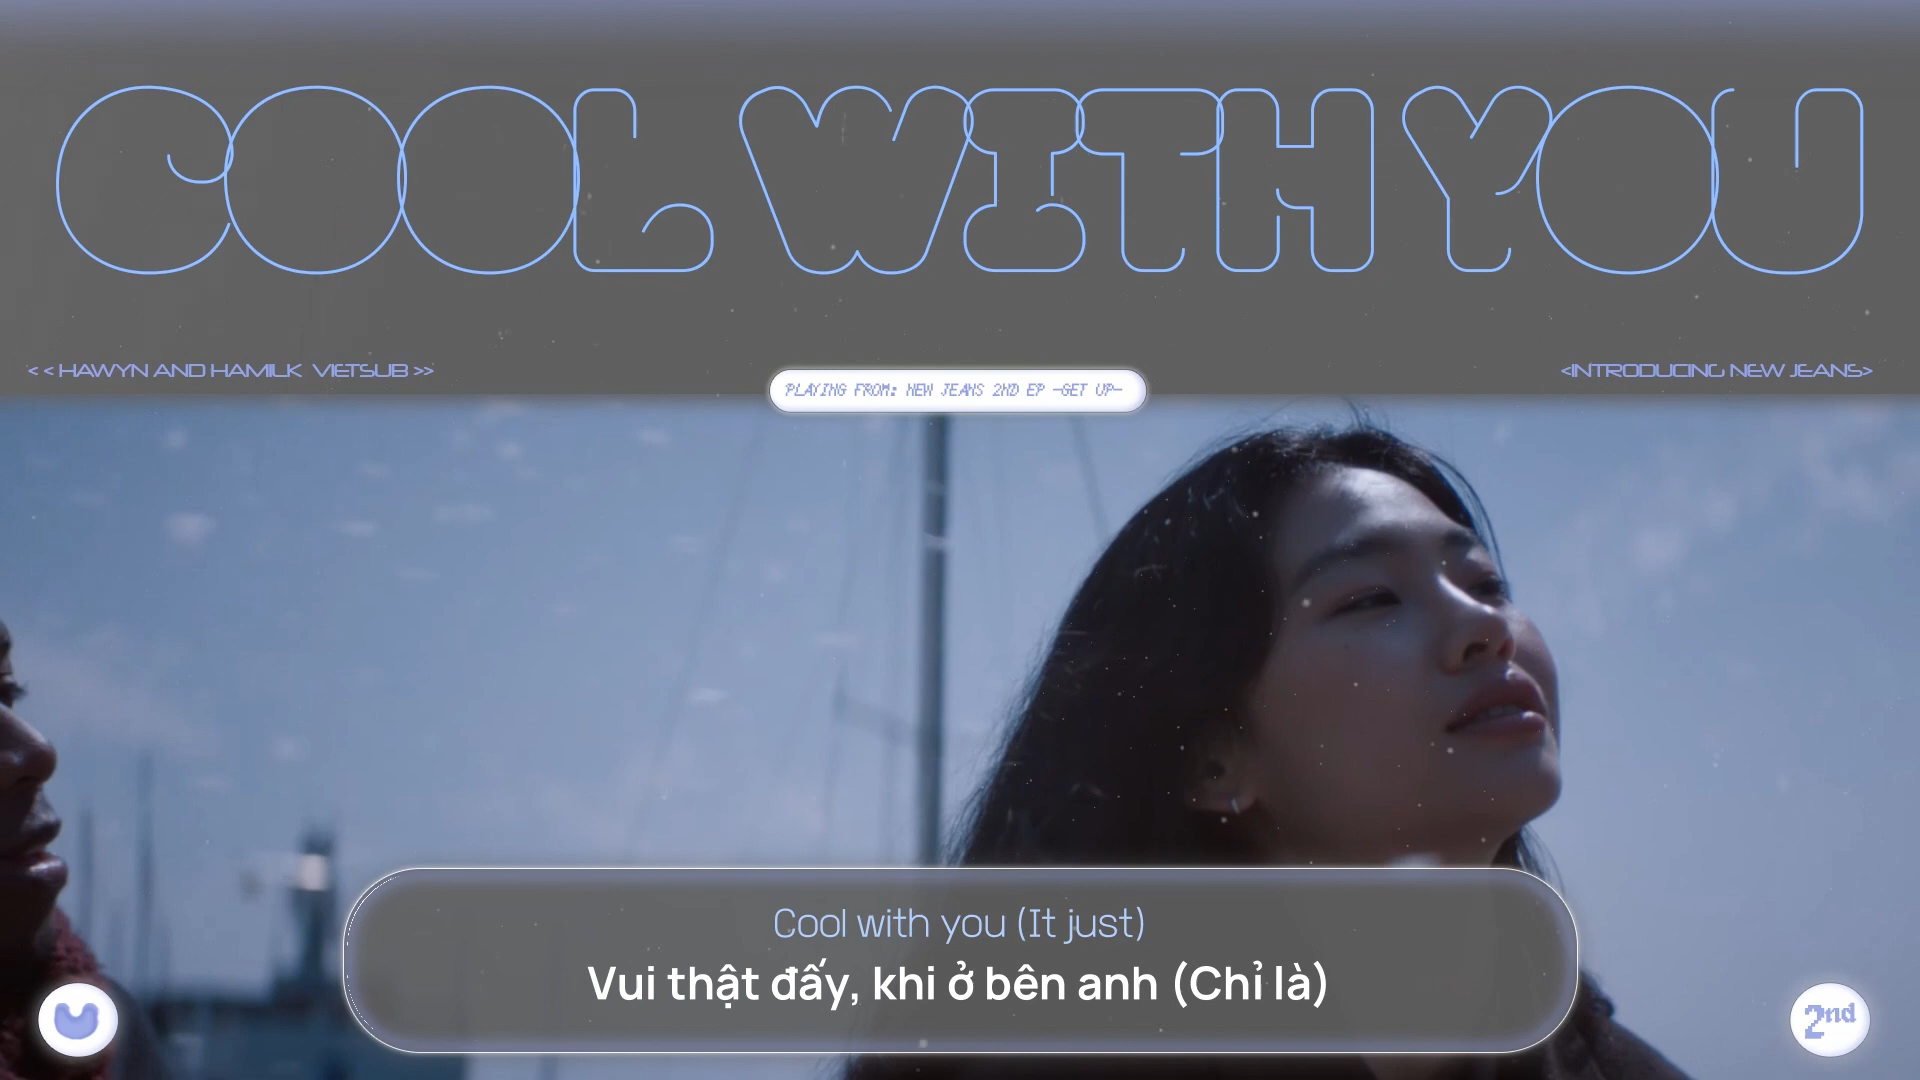 COOL WITH YOU
<< HAWYN AND HAMILK VIETSUB >>
<INTRODUCING NEW JEANS>
PLAYING FROM: NEW JEANS 2ND EP -GET UP-
Cool with you (It just)
Vui thật đấy, khi ở bên anh (Chỉ là)
2nd